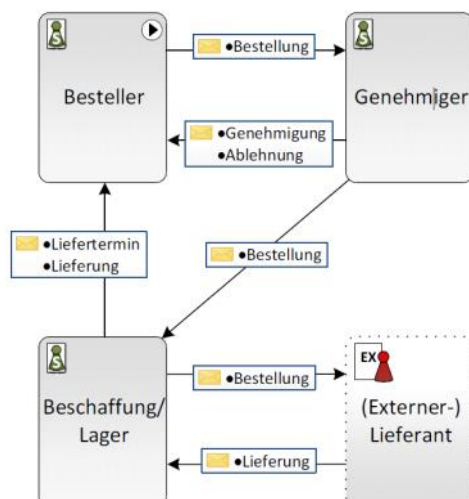 ●Bestellung
Besteller
Genehmiger
●Genehmigung
●Ablehnung
●Liefertermin
●Lieferung
●Bestellung
S
S
S
EX
●Bestellung
Beschaffung/
Lager
(Externer-)
Lieferant
●Lieferung